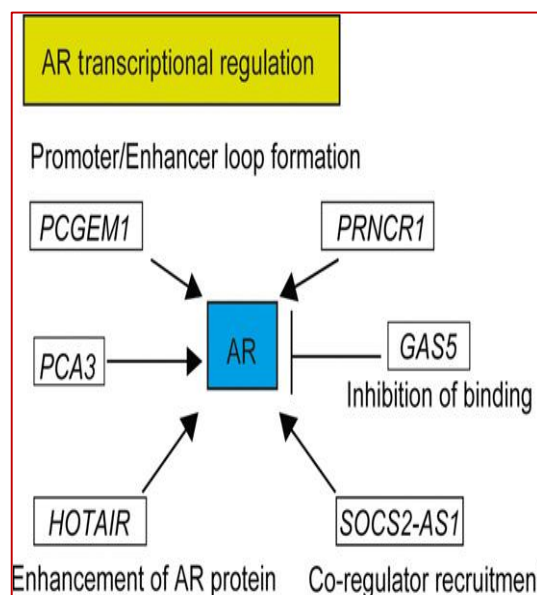 AR transcriptional regulation
Promoter/Enhancer loop formation
PCGEM1
PRNCR1
PCA3
AR
GAS5
Inhibition of binding
HOTAIR
SOCS2-AS1
Enhancement of AR protein
Co-regulator recruitmen